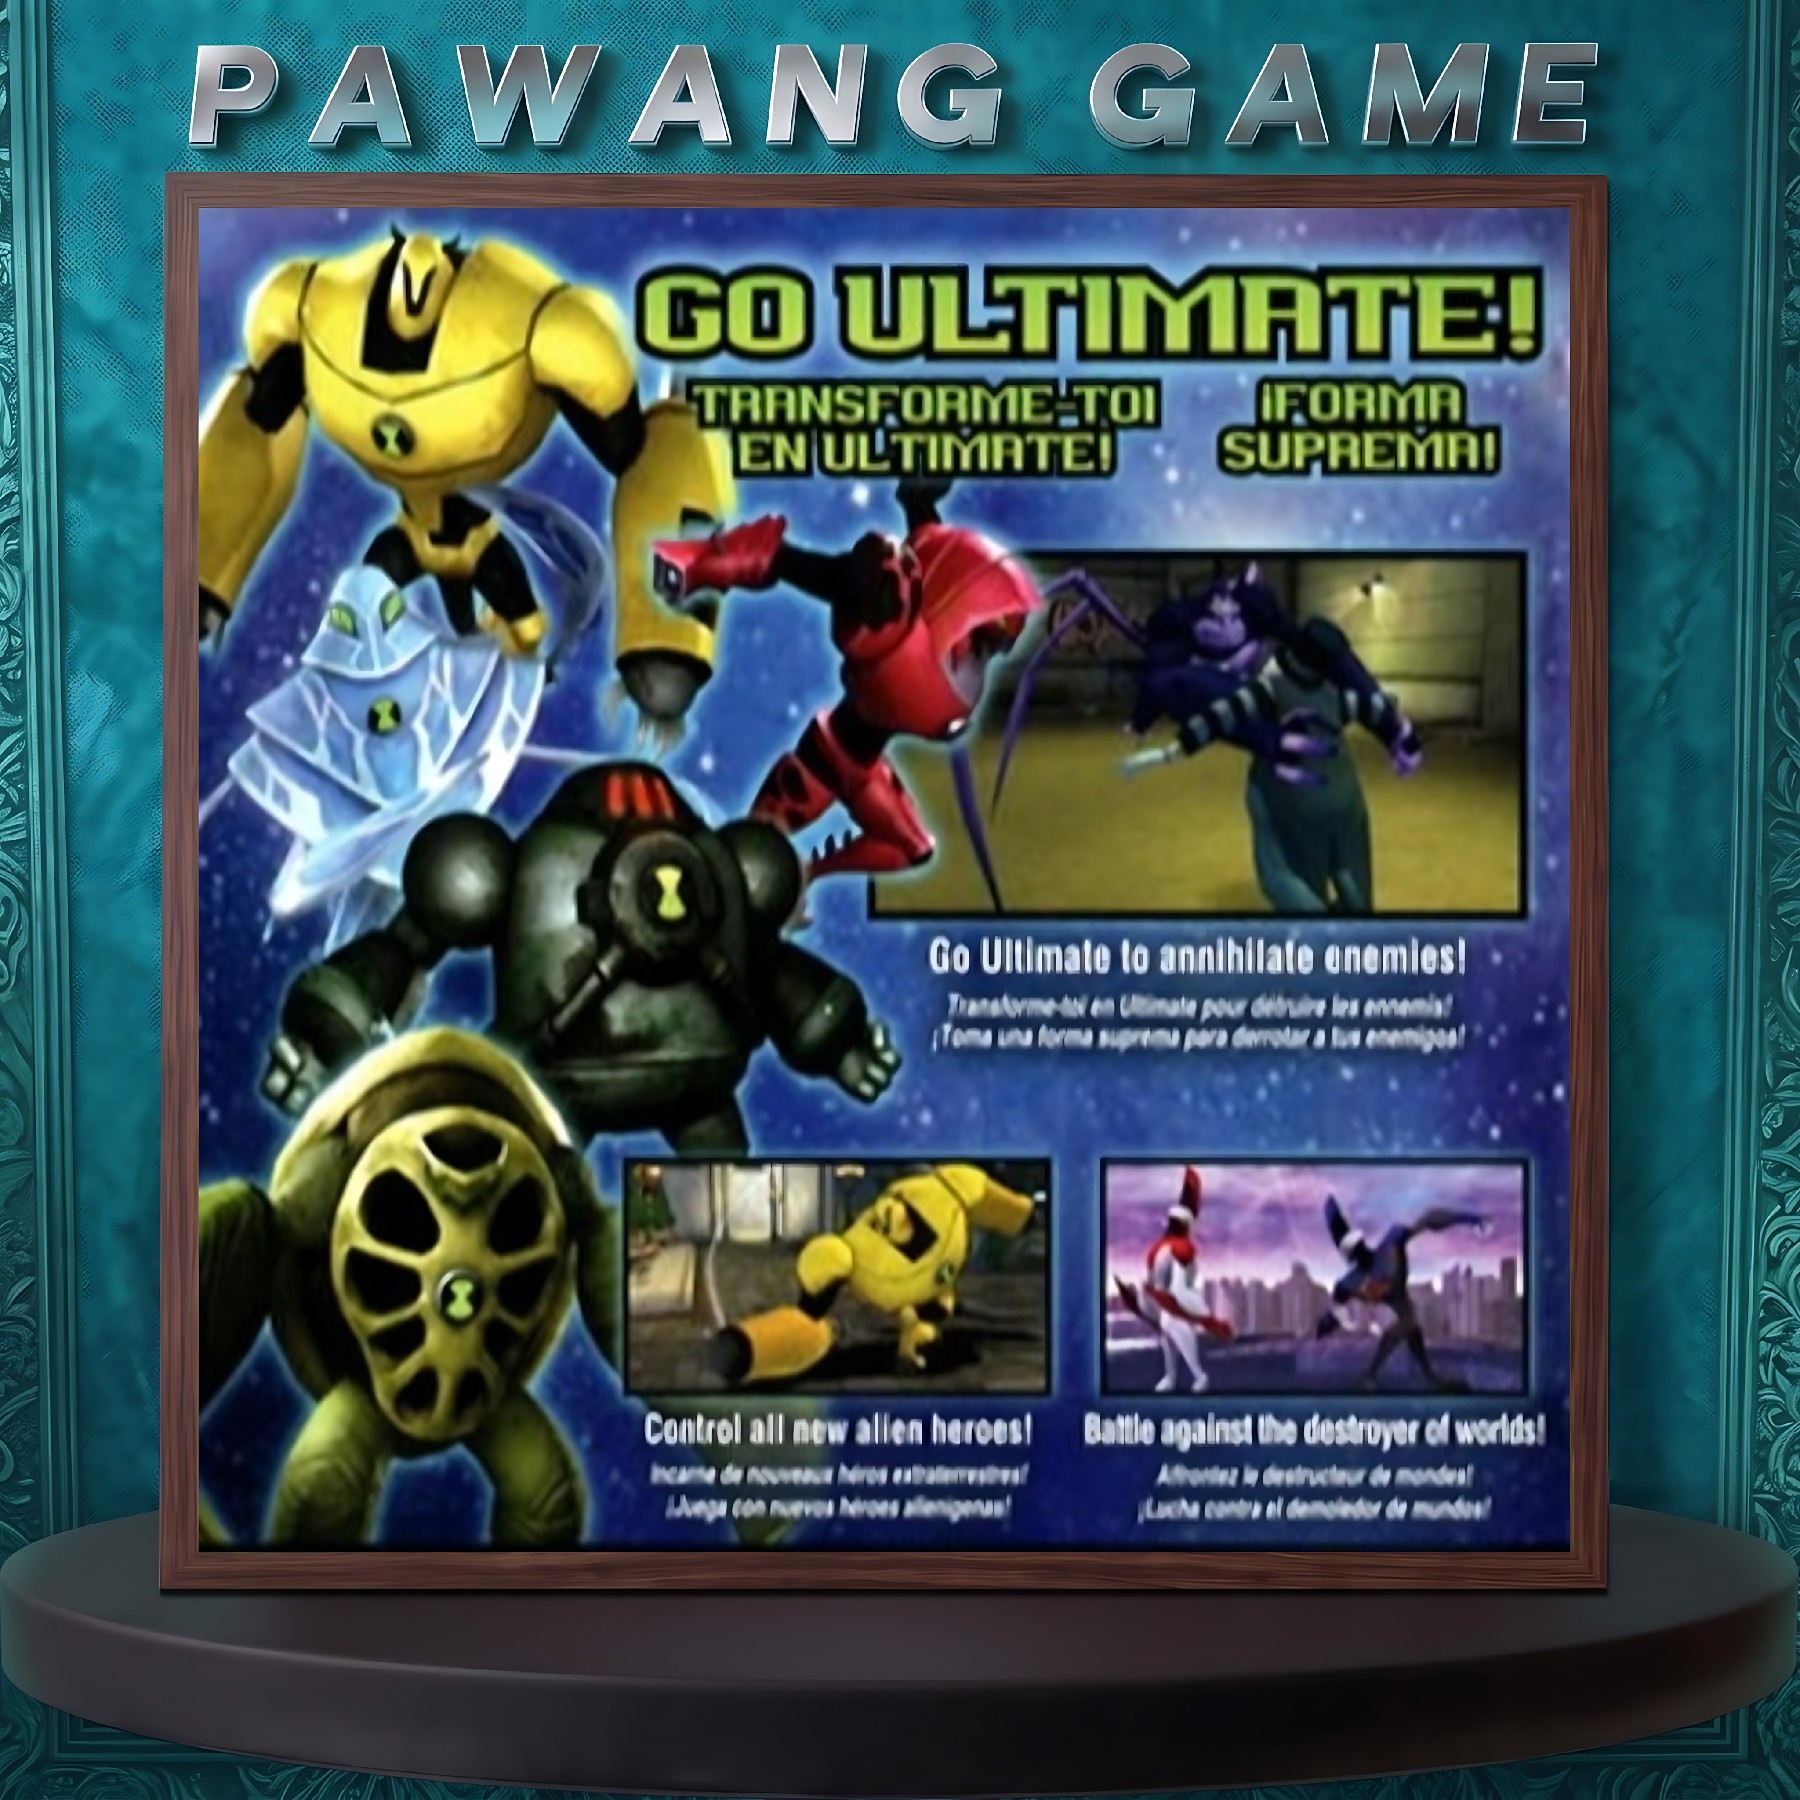 PAWANG GAME
GO ULTIMATE!
TRANSFORME-TOI
EN ULTIMATE!
¡FORMA
SUPREMA!
Go Ultimate to annihilate enemies!
Transforme-toi en Ultimate pour détruire les ennemis!
¡Toma una forma suprema para derrotar a tus enemigos!
Control all new alien heroes!
Incarne de nouveaux héros extraterrestres!
¡Juega con nuevos héroes alienígenas!
Battle against the destroyer of worlds!
Affrontez le destructeur de mondes!
¡Lucha contra el demoledor de mundos!